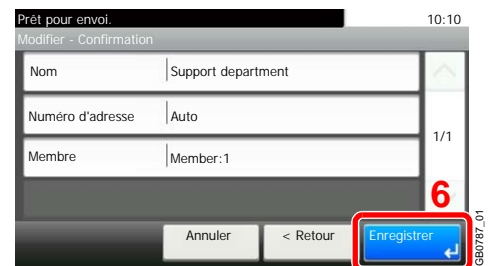 Prêt pour envoi. 10:10
Modifier - Confirmation
Nom Support department
Numéro d'adresse Auto
1/1
Membre Member:1
6
Annuler < Retour Enregistrer
GB0787_01